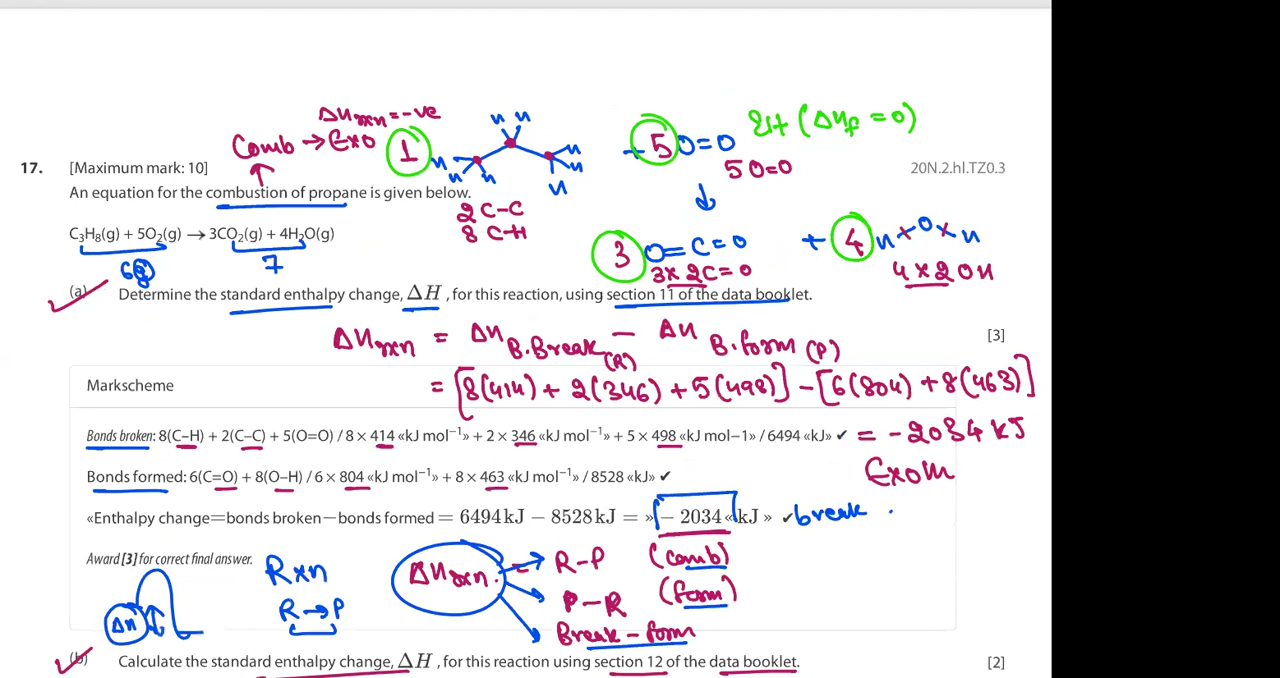 ΔHrxn = -ve
Comb → Exo
1
H H
H H H H H H
+ 5 O=O
2H (ΔHf = 0)
5 O=O
17. [Maximum mark: 10] 20N.2.hl.TZ0.3
An equation for the combustion of propane is given below.
2 C-C
8 C-H
C₃H₈(g) + 5O₂(g) → 3CO₂(g) + 4H₂O(g)
3 O=C=O + 4 H × O × H
3 x 2C=O
4 x 2 OH
7
(a) Determine the standard enthalpy change, ΔH , for this reaction, using section 11 of the data booklet.
[3]
ΔHrxn = ΔH B.Break (R) − ΔH B.form (P)
Markscheme
= [8(414) + 2(346) + 5(498)] − [6(804) + 8(463)]
Bonds broken: 8(C–H) + 2(C–C) + 5(O=O) / 8 × 414 «kJ mol⁻¹» + 2 × 346 «kJ mol⁻¹» + 5 × 498 «kJ mol–1» / 6494 «kJ» ✔
= -2034 kJ
Exom
Bonds formed: 6(C=O) + 8(O–H) / 6 × 804 «kJ mol⁻¹» + 8 × 463 «kJ mol⁻¹» / 8528 «kJ» ✔
«Enthalpy change=bonds broken−bonds formed = 6494kJ − 8528kJ = »− 2034 «kJ » ✔
break
Award [3] for correct final answer.
Rxn
R → P
ΔH
ΔHrxn. = R-P (comb)
P-R (form)
Break - form
(b) Calculate the standard enthalpy change, ΔH , for this reaction using section 12 of the data booklet. [2]